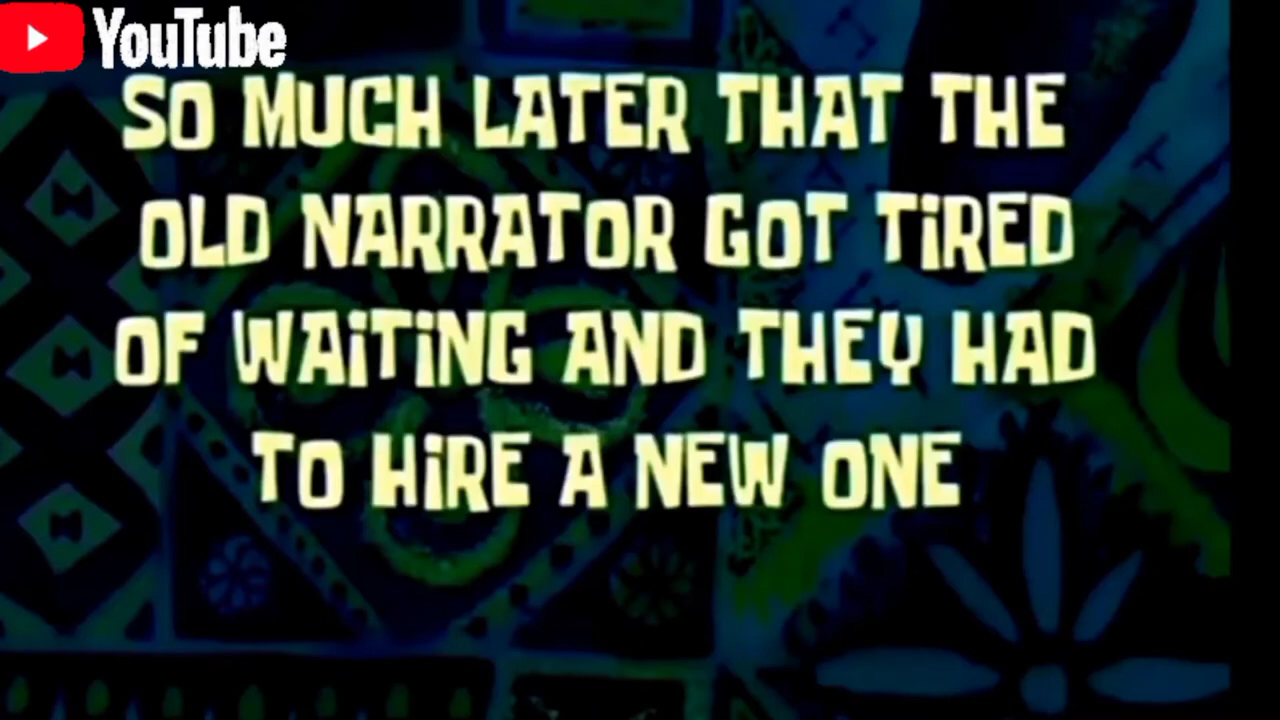 YouTube
SO MUCH LATER THAT THE
OLD NARRATOR GOT TiRED
OF WAiTiNG AND THEY HAD
TO HiRE A NEW ONE